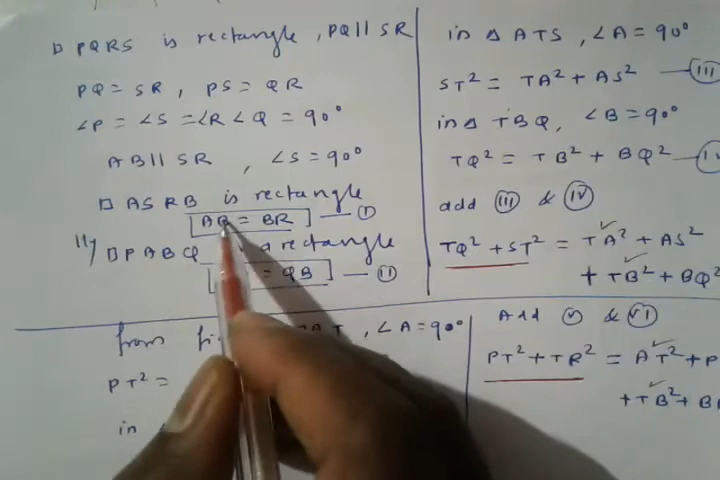 □ PQRS is rectangle, PQ || SR
PQ = SR , PS = QR
∠P = ∠S = ∠R ∠Q = 90°
AB || SR , ∠S = 90°
□ ASRB is rectangle
AB = BR — (I)
11/y □ PABQ a rectangle
= QB — (II)
from , ∠A = 90°
PT² =
in
in △ ATS , ∠A = 90°
ST² = TA² + AS² — (III)
in △ TBQ, ∠B = 90°
TQ² = TB² + BQ²
add (III) & (IV)
TQ² + ST² = TA² + AS²
+ TB² + BQ²
Add (V) & (VI)
PT² + TR² = AT² + P
+ TB² + B